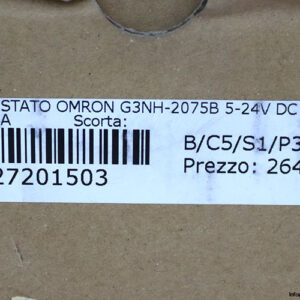 STATO OMRON G3NH-2075B 5-24V DC
A Scorta:
B/C5/S1/P3
27201503
Prezzo: 264